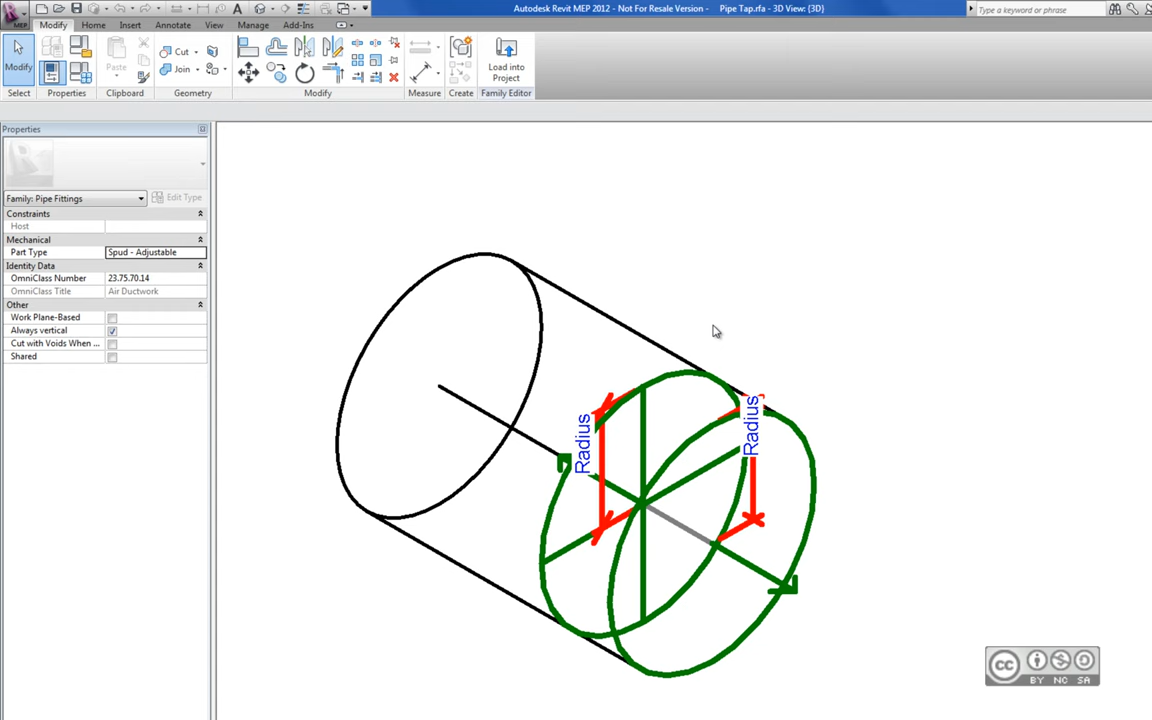 Autodesk Revit MEP 2012 - Not For Resale Version - Pipe Tap.rfa - 3D View: {3D}
Type a keyword or phrase
MEP
Modify Home Insert Annotate View Manage Add-Ins
Modify
Paste
Cut
Join
Load into
Project
Select Properties Clipboard Geometry Modify Measure Create Family Editor
Properties
Family: Pipe Fittings Edit Type
Constraints
Host
Mechanical
Part Type Spud - Adjustable
Identity Data
OmniClass Number 23.75.70.14
OmniClass Title Air Ductwork
Other
Work Plane-Based
Always vertical
Cut with Voids When ...
Shared
Radius
Radius
cc
BY NC SA